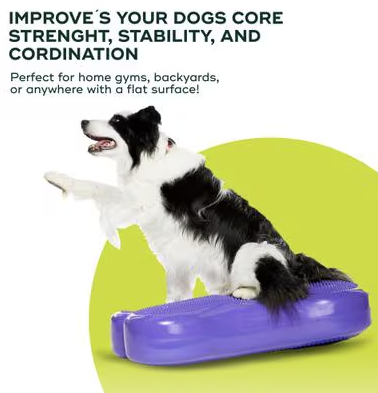 IMPROVE´S YOUR DOGS CORE
STRENGHT, STABILITY, AND
CORDINATION
Perfect for home gyms, backyards,
or anywhere with a flat surface!